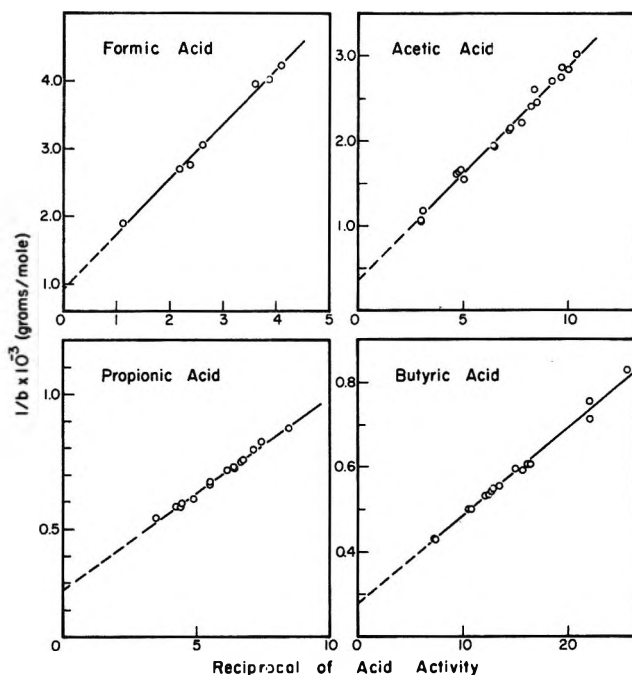 Formic Acid
4.0
3.0
2.0
1.0
0 1 2 3 4 5
Acetic Acid
3.0
2.0
1.0
0 5 10
Propionic Acid
1.0
0.5
0 5 10
Butyric Acid
0.8
0.6
0.4
0 10 20
1/b x 10⁻³ (grams/mole)
Reciprocal of Acid Activity